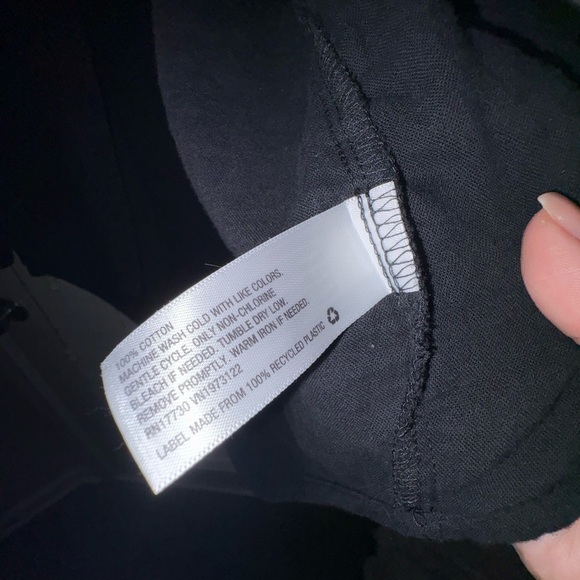 100% COTTON
MACHINE WASH COLD WITH LIKE COLORS.
GENTLE CYCLE. ONLY NON-CHLORINE
BLEACH IF NEEDED. TUMBLE DRY LOW.
REMOVE PROMPTLY. WARM IRON IF NEEDED.
RN17730 VN1973122
LABEL MADE FROM 100% RECYCLED PLASTIC